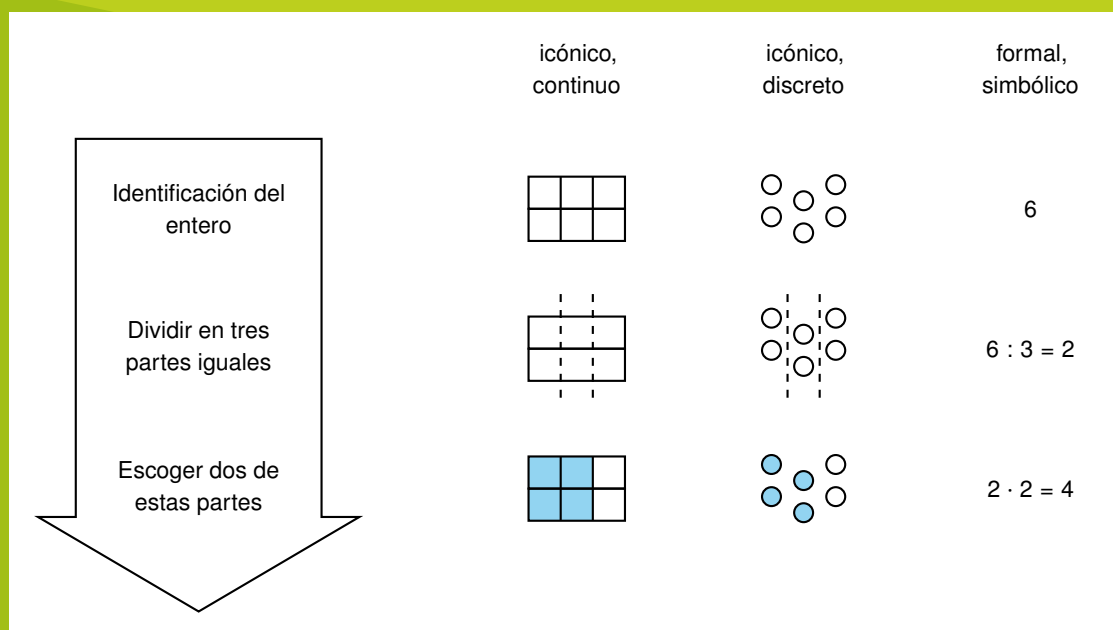 icónico,
continuo
icónico,
discreto
formal,
simbólico
Identificación del
entero
6
Dividir en tres
partes iguales
6 : 3 = 2
Escoger dos de
estas partes
2 · 2 = 4